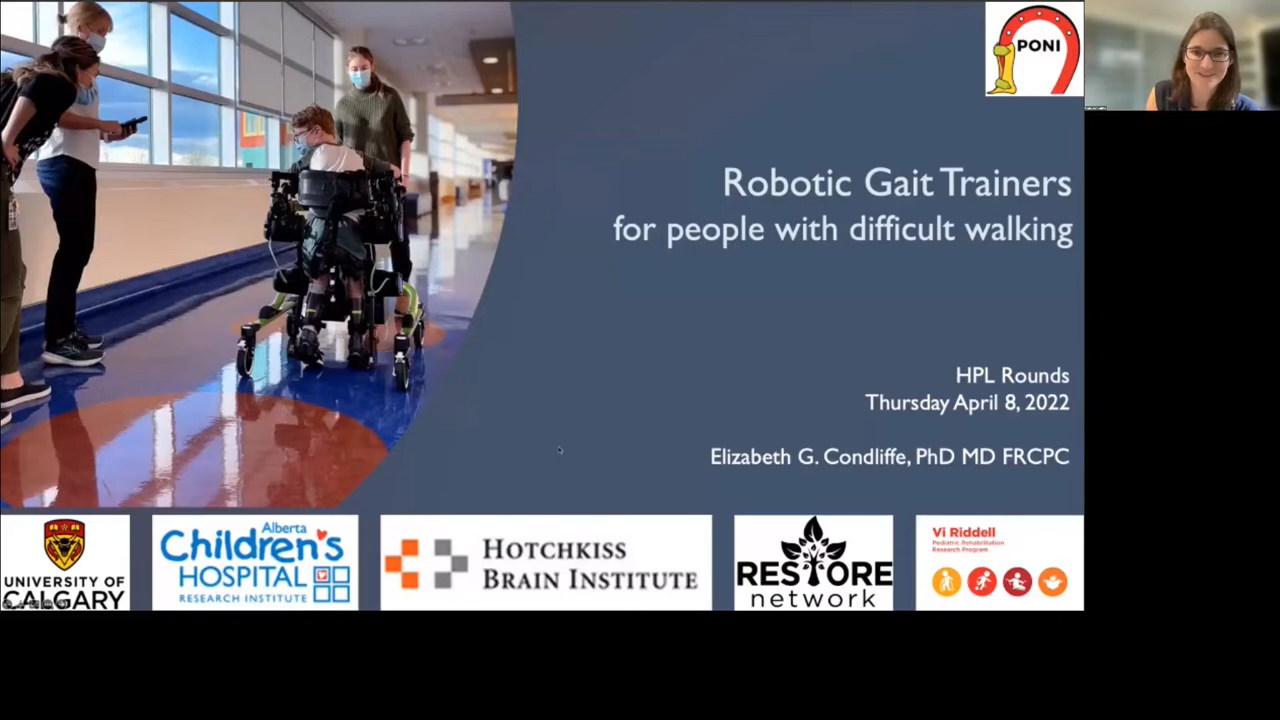 PONI
Robotic Gait Trainers
for people with difficult walking
HPL Rounds
Thursday April 8, 2022
Elizabeth G. Condliffe, PhD MD FRCPC
UNIVERSITY OF
CALGARY
Alberta
Children's
HOSPITAL
RESEARCH INSTITUTE
HOTCHKISS
BRAIN INSTITUTE
RESTORE
network
Vi Riddell
Pediatric Rehabilitation
Research Program